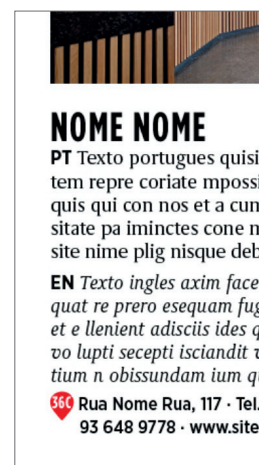 NOME NOME
PT Texto portugues quisi
tem repre coriate mpossi
quis qui con nos et a cum
sitate pa iminctes cone
site nime plig nisque deb
EN Texto ingles axim face
quat re prero esequam fug
et e llenient adisciis ides
vo lupti secepti isciandit
tium n obissundam ium
360 Rua Nome Rua, 117 · Tel.
93 648 9778 · www.site